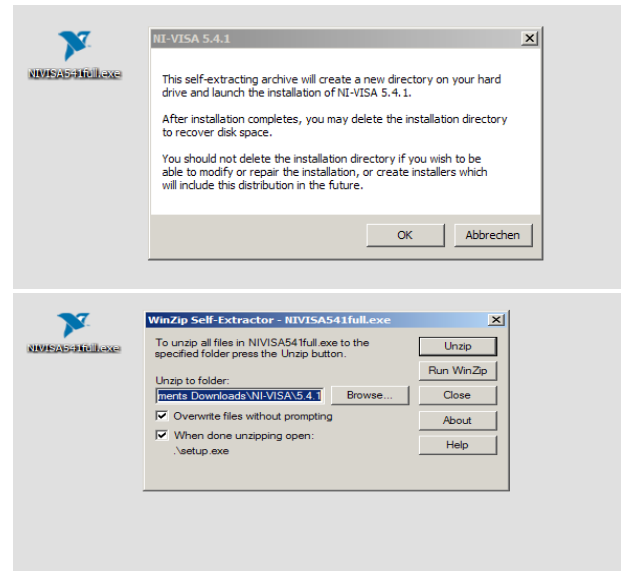 NI-VISA 5.4.1
NIVISA541full.exe
This self-extracting archive will create a new directory on your hard
drive and launch the installation of NI-VISA 5.4.1.
After installation completes, you may delete the installation directory
to recover disk space.
You should not delete the installation directory if you wish to be
able to modify or repair the installation, or create installers which
will include this distribution in the future.
OK
Abbrechen
WinZip Self-Extractor - NIVISA541full.exe
NIVISA541full.exe
To unzip all files in NIVISA541full.exe to the
specified folder press the Unzip button.
Unzip
Run WinZip
Unzip to folder:
ments Downloads\NI-VISA\5.4.1
Browse...
Close
Overwrite files without prompting
About
When done unzipping open:
.\setup.exe
Help